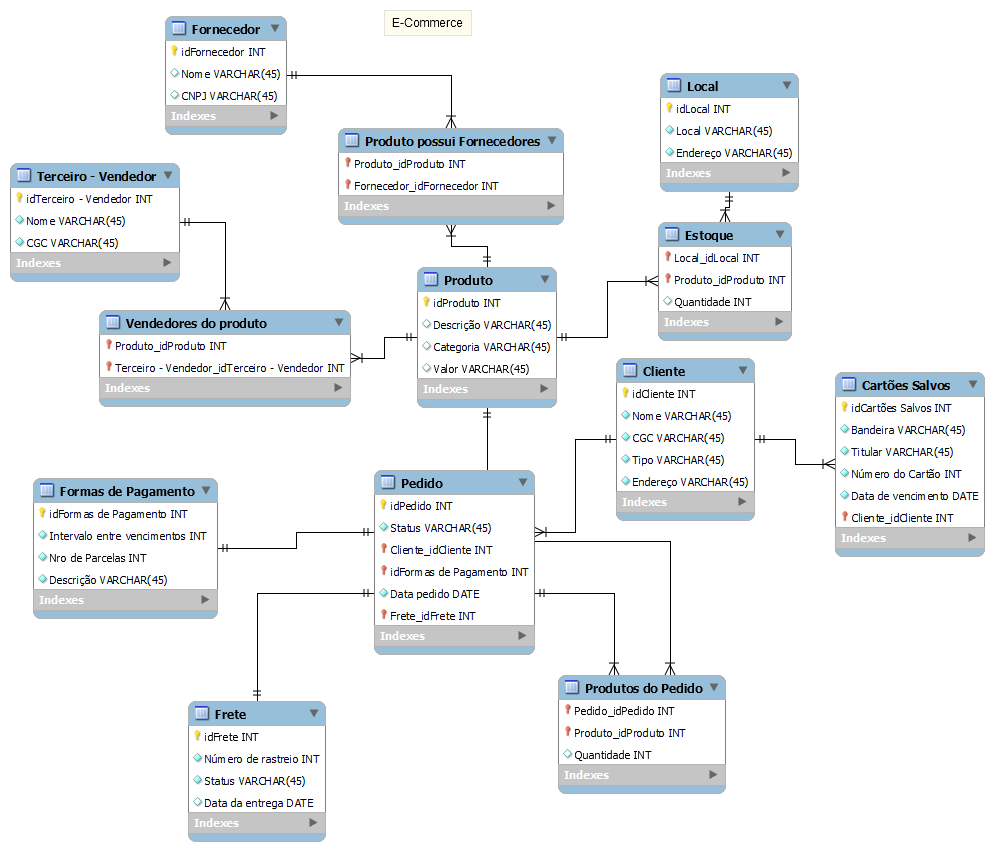 E-Commerce
Fornecedor
idFornecedor INT
Nome VARCHAR(45)
CNPJ VARCHAR(45)
Indexes
Local
idLocal INT
Local VARCHAR(45)
Endereço VARCHAR(45)
Indexes
Produto possui Fornecedores
Produto_idProduto INT
Fornecedor_idFornecedor INT
Indexes
Terceiro - Vendedor
idTerceiro - Vendedor INT
Nome VARCHAR(45)
CGC VARCHAR(45)
Indexes
Estoque
Local_idLocal INT
Produto_idProduto INT
Quantidade INT
Indexes
Produto
idProduto INT
Descrição VARCHAR(45)
Categoria VARCHAR(45)
Valor VARCHAR(45)
Indexes
Vendedores do produto
Produto_idProduto INT
Terceiro - Vendedor_idTerceiro - Vendedor INT
Indexes
Cliente
idCliente INT
Nome VARCHAR(45)
CGC VARCHAR(45)
Tipo VARCHAR(45)
Endereço VARCHAR(45)
Indexes
Cartões Salvos
idCartões Salvos INT
Bandeira VARCHAR(45)
Titular VARCHAR(45)
Número do Cartão INT
Data de vencimento DATE
Cliente_idCliente INT
Indexes
Formas de Pagamento
idFormas de Pagamento INT
Intervalo entre vencimentos INT
Nro de Parcelas INT
Descrição VARCHAR(45)
Indexes
Pedido
idPedido INT
Status VARCHAR(45)
Cliente_idCliente INT
idFormas de Pagamento INT
Data pedido DATE
Frete_idFrete INT
Indexes
Produtos do Pedido
Pedido_idPedido INT
Produto_idProduto INT
Quantidade INT
Indexes
Frete
idFrete INT
Número de rastreio INT
Status VARCHAR(45)
Data da entrega DATE
Indexes